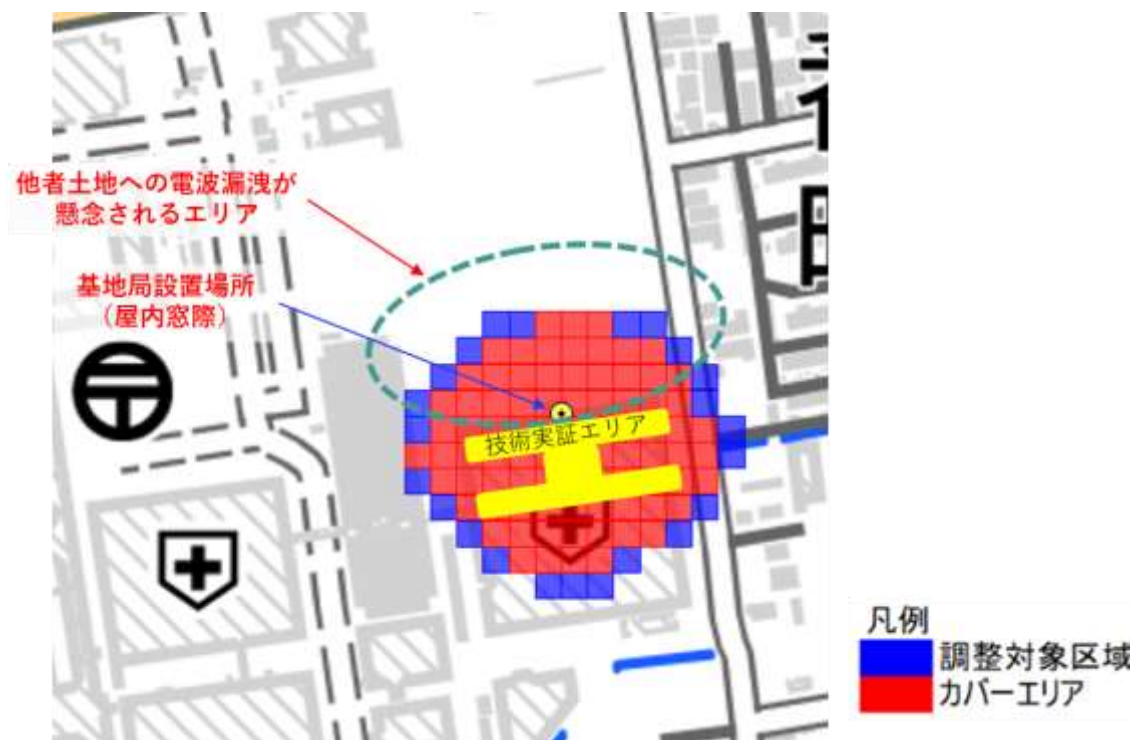 他者土地への電波漏洩が
懸念されるエリア
基地局設置場所
（屋内窓際）
技術実証エリア
凡例
調整対象区域
カバーエリア